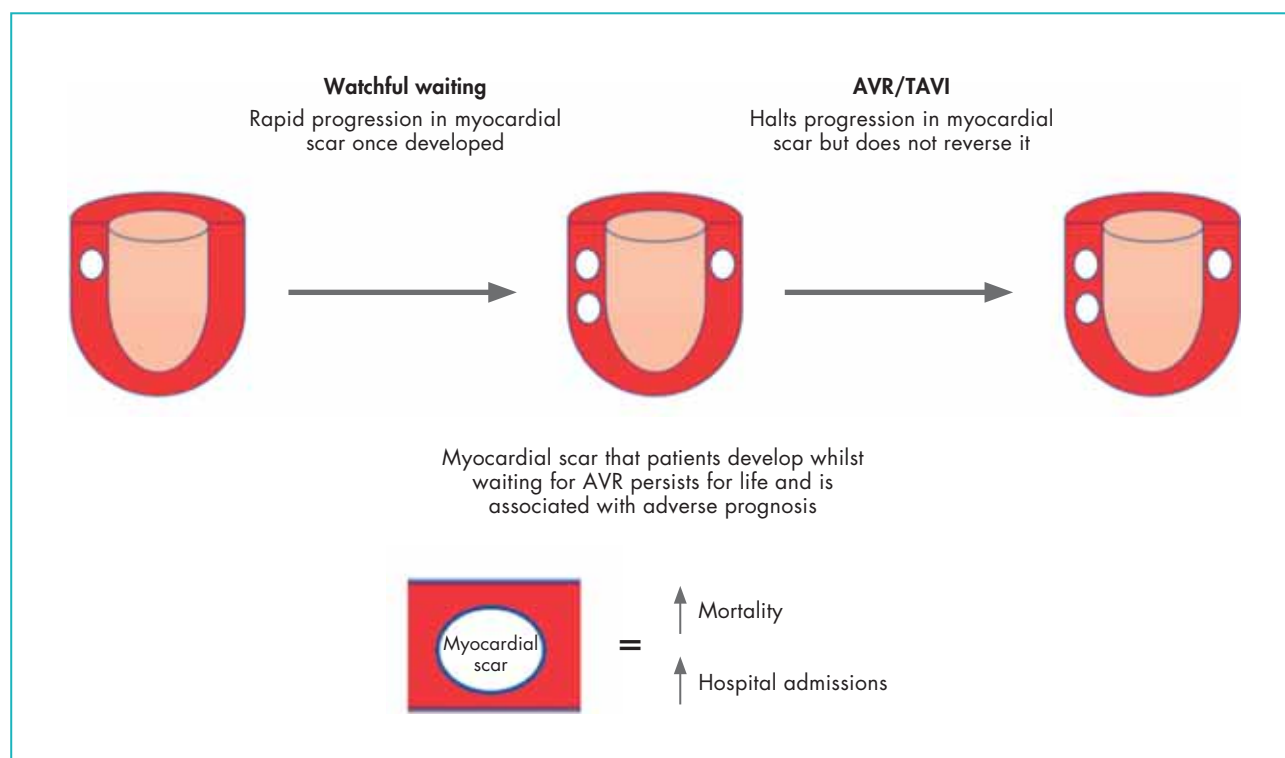 Watchful waiting
Rapid progression in myocardial
scar once developed
AVR/TAVI
Halts progression in myocardial
scar but does not reverse it
Myocardial scar that patients develop whilst
waiting for AVR persists for life and is
associated with adverse prognosis
Myocardial
scar
=
Mortality
Hospital admissions